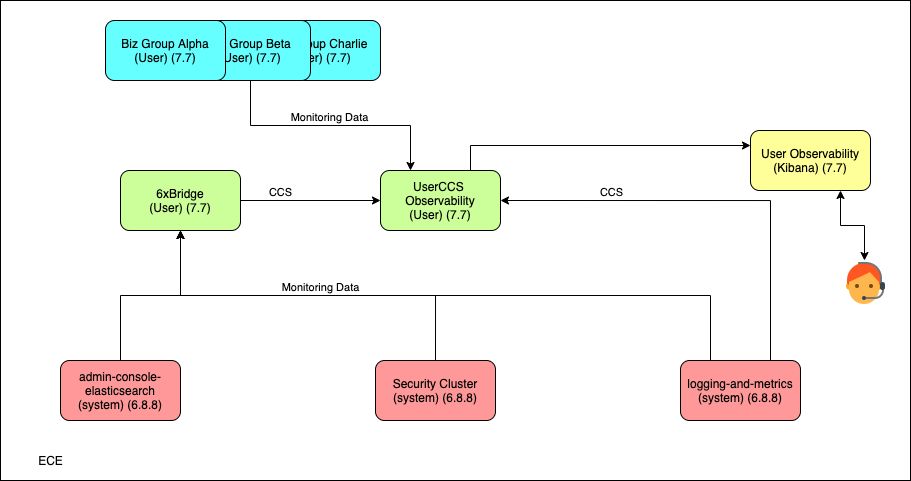 Biz Group Alpha
(User) (7.7)
Group Beta
User) (7.7)
oup Charlie
er) (7.7)
Monitoring Data
User Observability
(Kibana) (7.7)
6xBridge
(User) (7.7)
CCS
UserCCS
Observability
(User) (7.7)
CCS
Monitoring Data
admin-console-
elasticsearch
(system) (6.8.8)
Security Cluster
(system) (6.8.8)
logging-and-metrics
(system) (6.8.8)
ECE